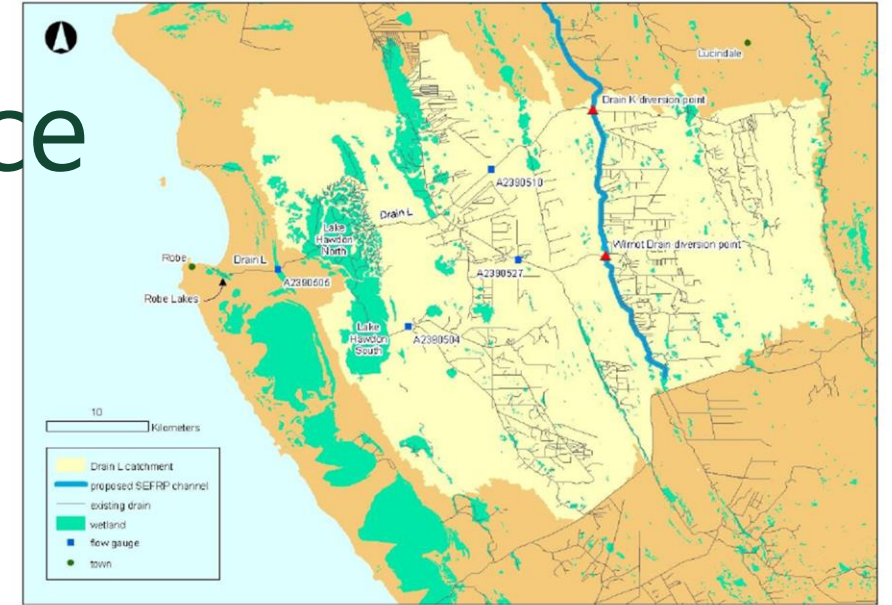 ce
Lucindale
Drain K diversion point
A2390510
Drain L
Lake
Hawdon
North
Wilmot Drain diversion point
Robe
Drain L
A2390527
A2390505
Robe Lakes
Lake
Hawdon
South
A2390504
10
Kilometers
Drain L catchment
proposed SEFRP channel
existing drain
wetland
flow gauge
town